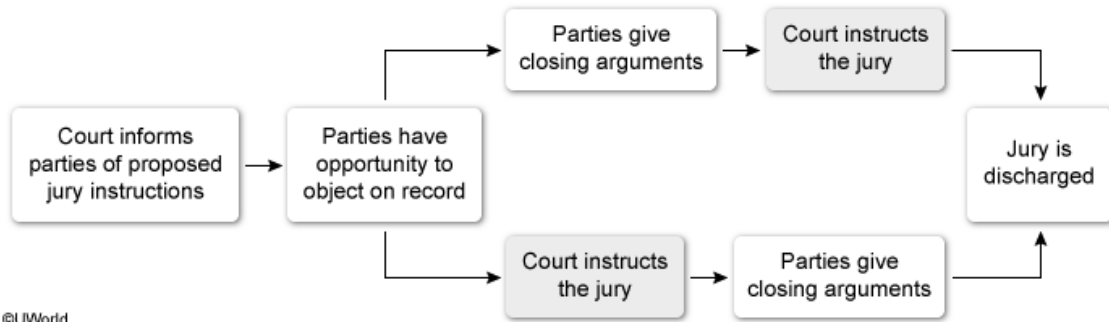 Court informs
parties of proposed
jury instructions
Parties have
opportunity to
object on record
Parties give
closing arguments
Court instructs
the jury
Court instructs
the jury
Parties give
closing arguments
Jury is
discharged
©UWorld